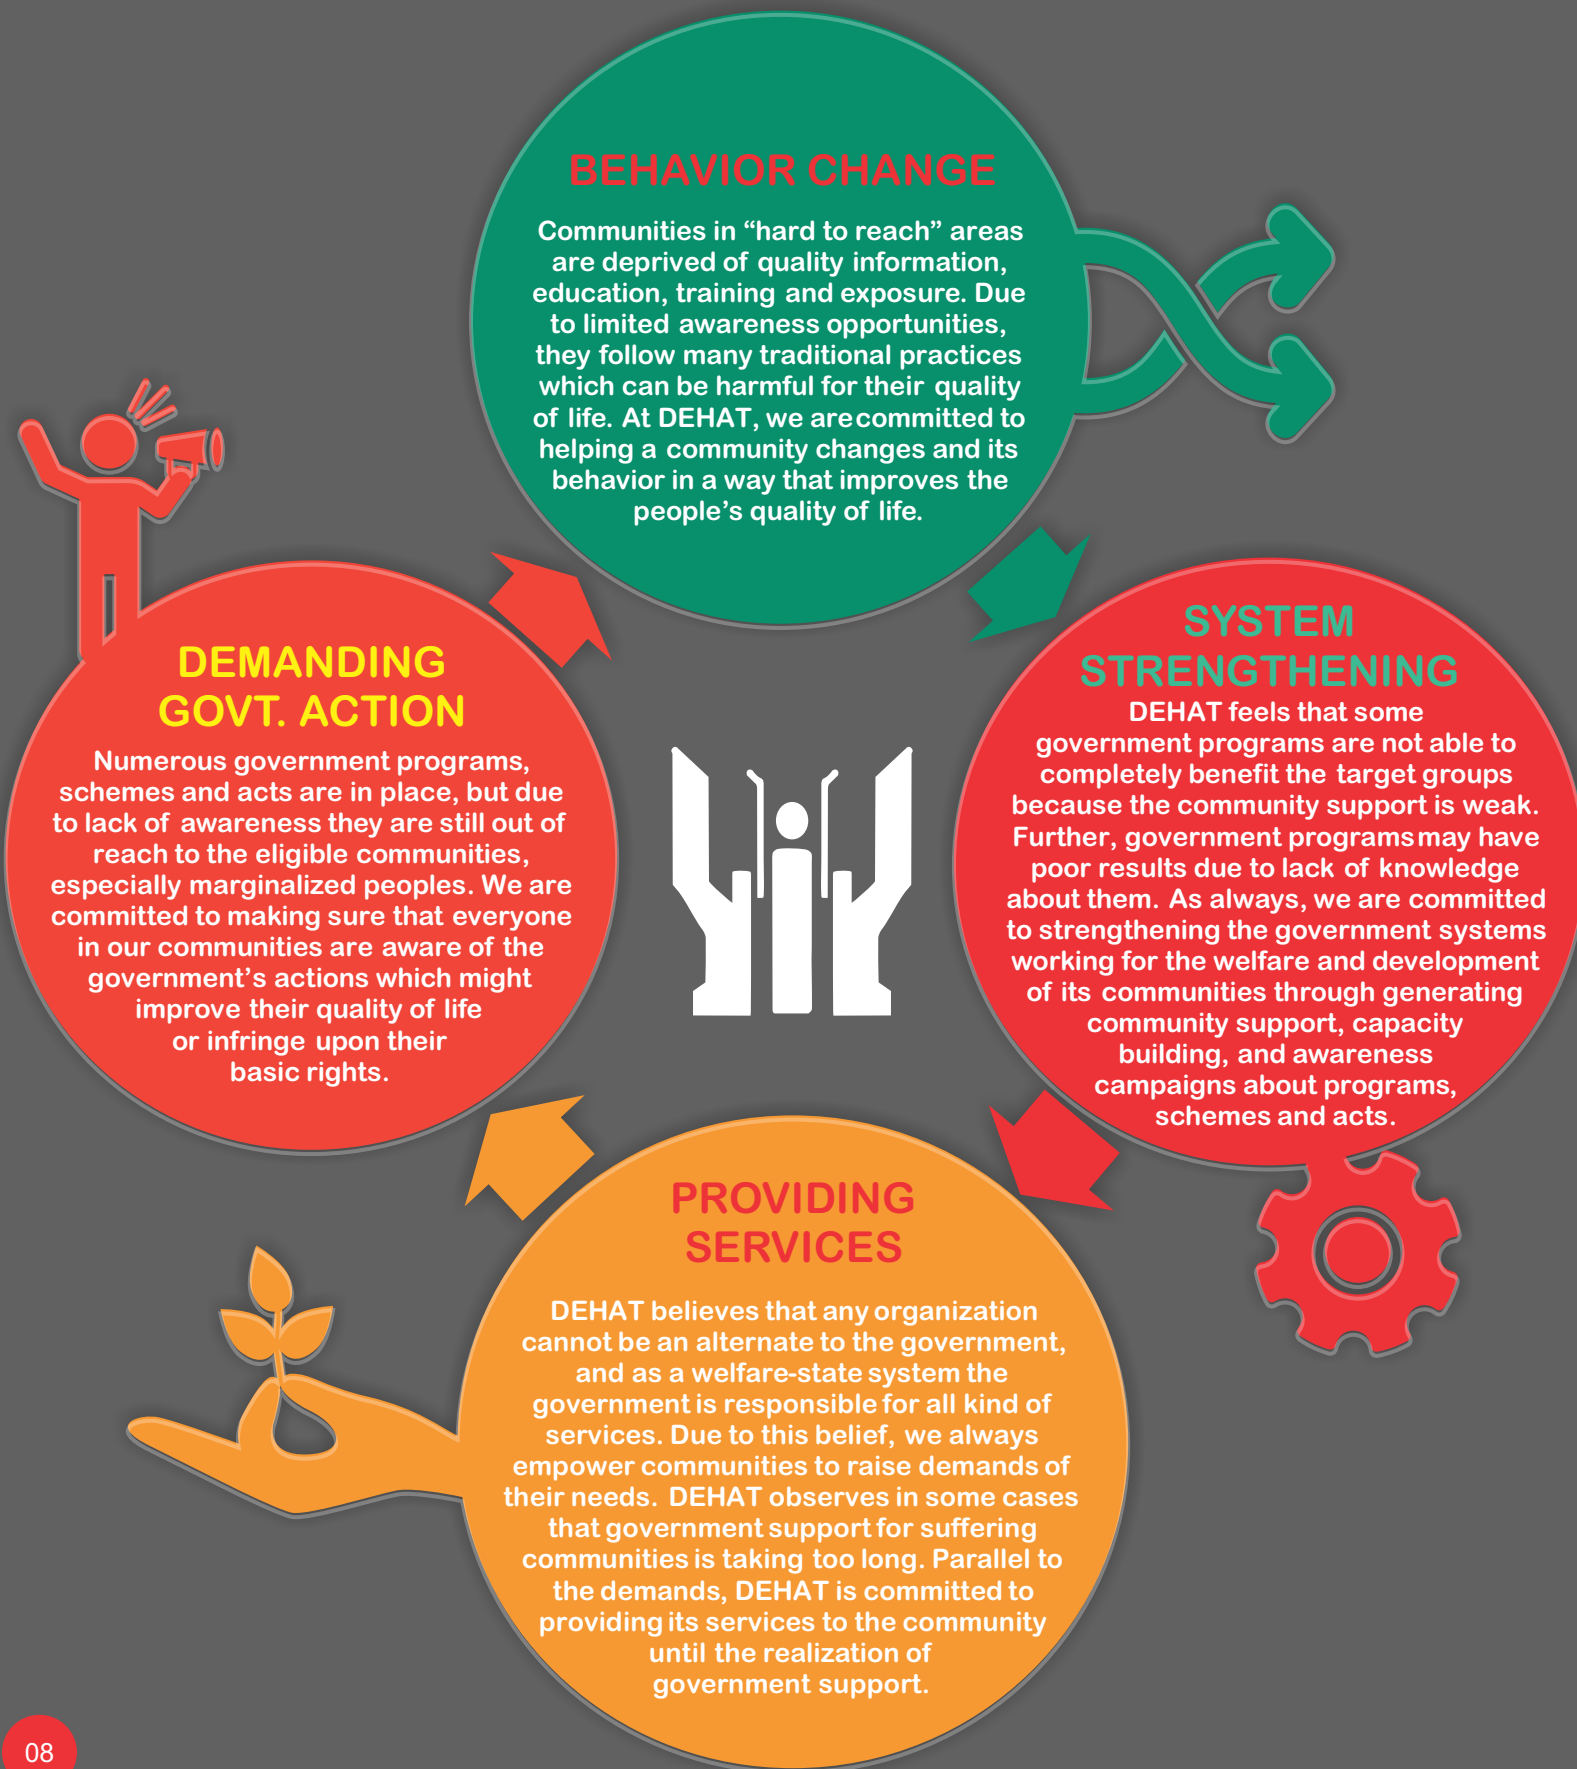 BEHAVIOR CHANGE
Communities in “hard to reach” areas
are deprived of quality information,
education, training and exposure. Due
to limited awareness opportunities,
they follow many traditional practices
which can be harmful for their quality
of life. At DEHAT, we are committed to
helping a community changes and its
behavior in a way that improves the
people’s quality of life.
DEMANDING
GOVT. ACTION
Numerous government programs,
schemes and acts are in place, but due
to lack of awareness they are still out of
reach to the eligible communities,
especially marginalized peoples. We are
committed to making sure that everyone
in our communities are aware of the
government’s actions which might
improve their quality of life
or infringe upon their
basic rights.
SYSTEM
STRENGTHENING
DEHAT feels that some
government programs are not able to
completely benefit the target groups
because the community support is weak.
Further, government programs may have
poor results due to lack of knowledge
about them. As always, we are committed
to strengthening the government systems
working for the welfare and development
of its communities through generating
community support, capacity
building, and awareness
campaigns about programs,
schemes and acts.
PROVIDING
SERVICES
DEHAT believes that any organization
cannot be an alternate to the government,
and as a welfare-state system the
government is responsible for all kind of
services. Due to this belief, we always
empower communities to raise demands of
their needs. DEHAT observes in some cases
that government support for suffering
communities is taking too long. Parallel to
the demands, DEHAT is committed to
providing its services to the community
until the realization of
government support.
08